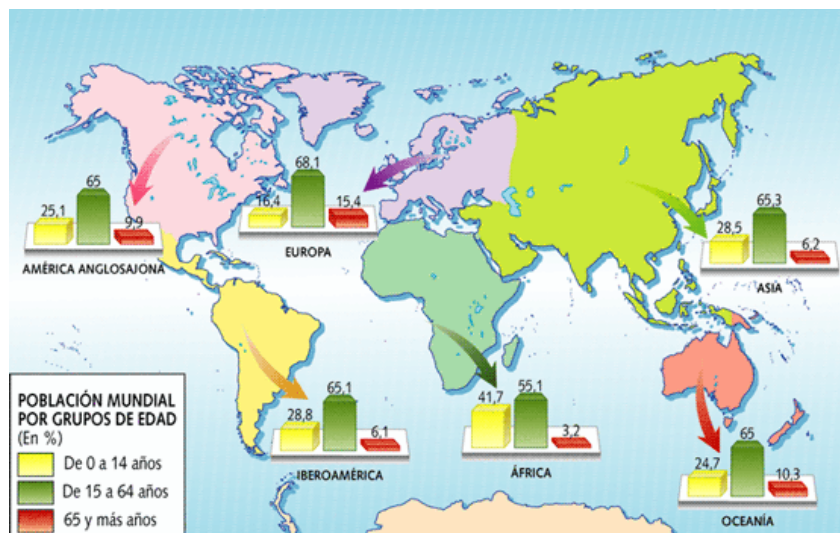 25,1
65
9,9
AMÉRICA ANGLOSAJONA
16,4
68,1
15,4
EUROPA
28,5
65,3
6,2
ASIA
28,8
65,1
6,1
IBEROAMÉRICA
41,7
55,1
3,2
ÁFRICA
24,7
65
10,3
OCEANÍA
POBLACIÓN MUNDIAL
POR GRUPOS DE EDAD
(En %)
De 0 a 14 años
De 15 a 64 años
65 y más años